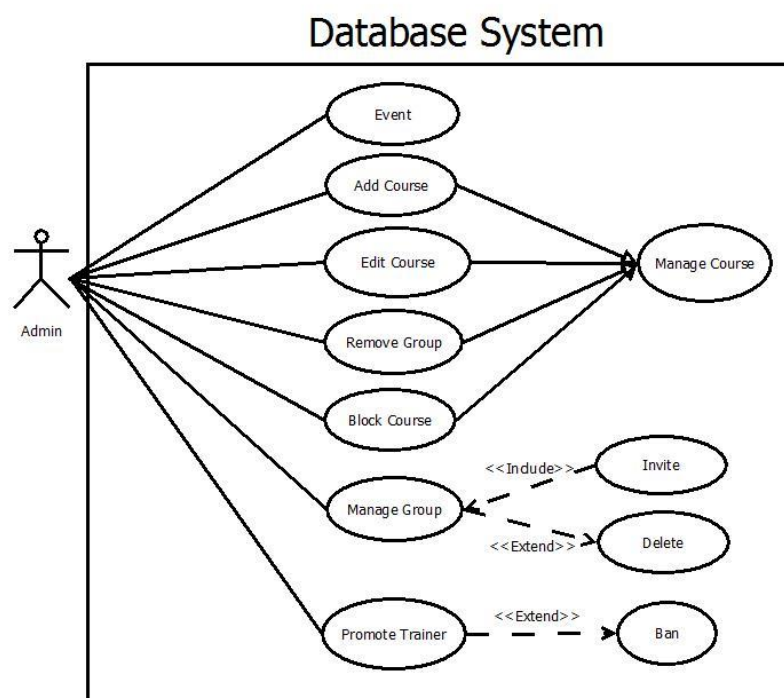 Database System
Event
Add Course
Edit Course
Manage Course
Admin
Remove Group
Block Course
<<Indude>>
Invite
Manage Group
<<Extend>>
Delete
<<Extend>>
Promote Trainer
Ban